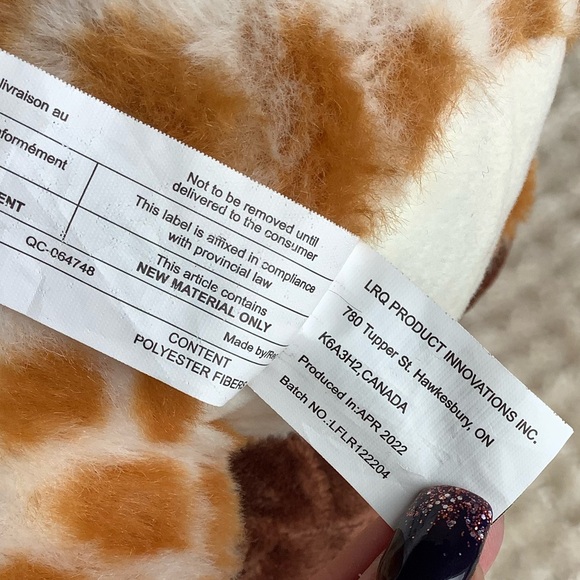 livraison au
Not to be removed until
delivered to the consumer
This label is affixed in compliance
with provincial law
ENT
QC-064748
This article contains
NEW MATERIAL ONLY
Made by/
CONTENT
POLYESTER FIBER
LRQ PRODUCT INNOVATIONS INC.
780 Tupper St, Hawkesbury, ON
K6A3H2,CANADA
Produced In:APR 2022
Batch NO.:LFLR122204